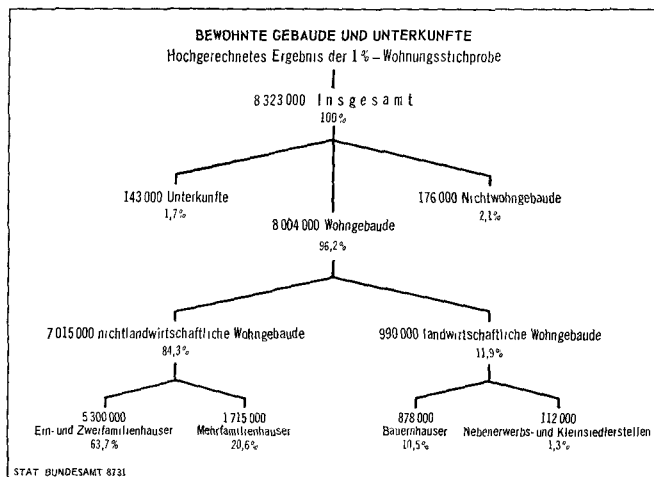 BEWOHNTE GEBAUDE UND UNTERKUNFTE
Hochgerechnetes Ergebnis der 1 % – Wohnungsstichprobe
8 323 000 Insgesamt
100%
143 000 Unterkunfte
1,7%
176 000 Nichtwohngebaude
2,1%
8 004 000 Wohngebaude
96,2%
7 015 000 nichtlandwirtschaftliche Wohngebaude
84,3%
990 000 landwirtschaftliche Wohngebaude
11,9%
5 300 000
Ein- und Zweifamilienhauser
63,7%
1 715 000
Mehrfamilienhauser
20,6%
878 000
Bauernhauser
10,5%
112 000
Nebenerwerbs- und Kleinsiedlerstellen
1,3%
STAT BUNDESAMT 8731